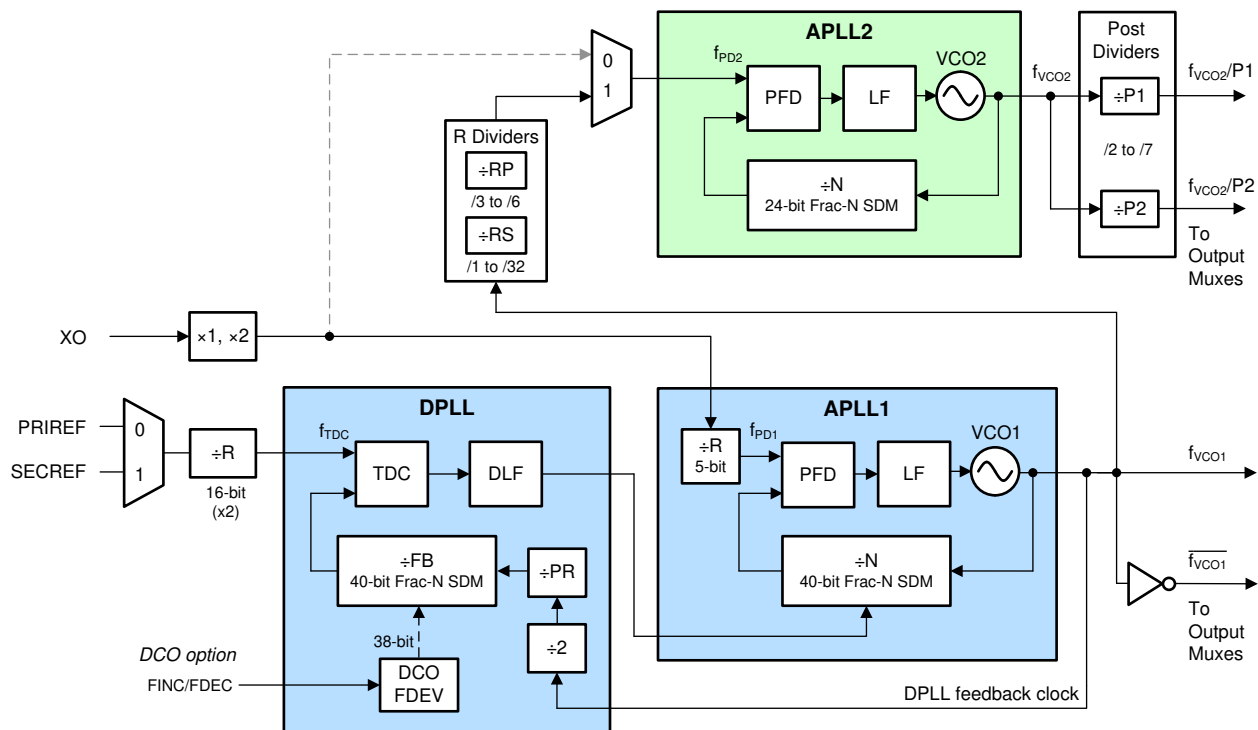 APLL2
Post
Dividers
0
1
fPD2
PFD
LF
VCO2
fVCO2
÷P1
fVCO2/P1
/2 to /7
÷P2
fVCO2/P2
To
Output
Muxes
÷N
24-bit Frac-N SDM
R Dividers
÷RP
/3 to /6
÷RS
/1 to /32
XO
×1, ×2
DPLL
APLL1
PRIREF
SECREF
0
1
÷R
16-bit
(x2)
fTDC
TDC
DLF
÷FB
40-bit Frac-N SDM
÷PR
÷2
38-bit
DCO
FDEV
DCO option
FINC/FDEC
÷R
5-bit
fPD1
PFD
LF
VCO1
÷N
40-bit Frac-N SDM
DPLL feedback clock
fVCO1
f̅V̅C̅O̅1̅
To
Output
Muxes